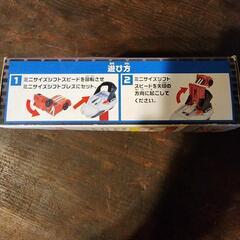 遊び方
1
ミニサイズシフトスピードを回転させ
ミニサイズシフトブレスにセット。
2
ミニサイズシフト
スピードを矢印の
方向に起こして
ください。